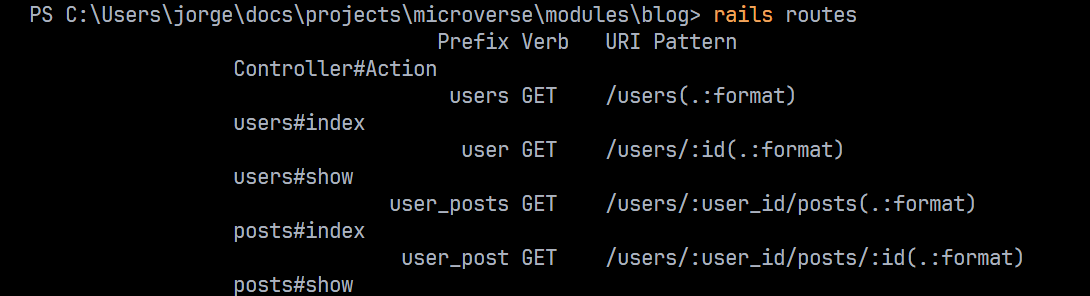 PS C:\Users\jorge\docs\projects\microverse\modules\blog> rails routes
Prefix Verb   URI Pattern
Controller#Action
users GET    /users(.:format)
users#index
user GET    /users/:id(.:format)
users#show
user_posts GET    /users/:user_id/posts(.:format)
posts#index
user_post GET    /users/:user_id/posts/:id(.:format)
posts#show